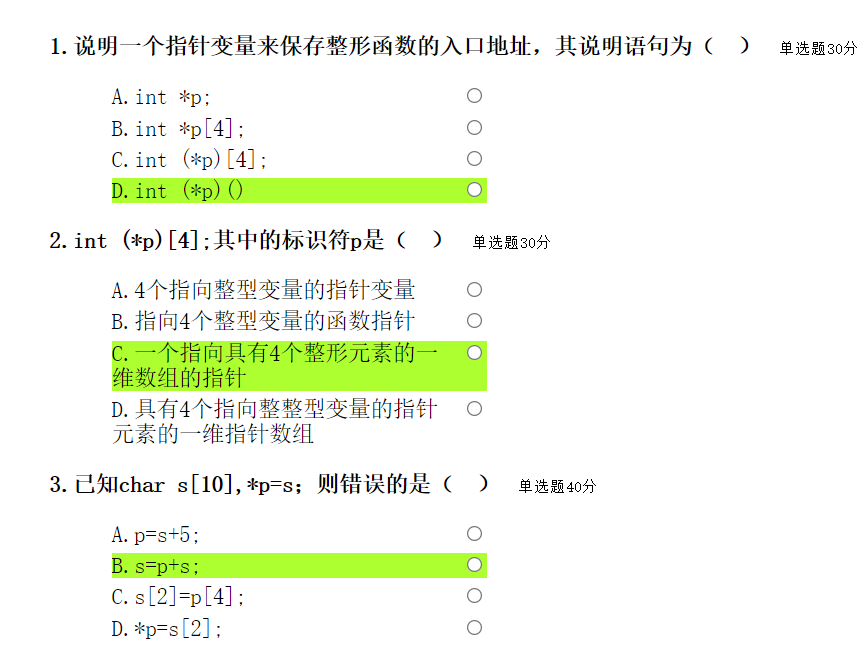 1.说明一个指针变量来保存整形函数的入口地址，其说明语句为（ ） 单选题30分
A.int *p;
B.int *p[4];
C.int (*p)[4];
D.int (*p)()
2.int (*p)[4];其中的标识符p是（ ） 单选题30分
A.4个指向整型变量的指针变量
B.指向4个整型变量的函数指针
C.一个指向具有4个整形元素的一
维数组的指针
D.具有4个指向整整型变量的指针
元素的一维指针数组
3.已知char s[10],*p=s；则错误的是（ ） 单选题40分
A.p=s+5;
B.s=p+s;
C.s[2]=p[4];
D.*p=s[2];